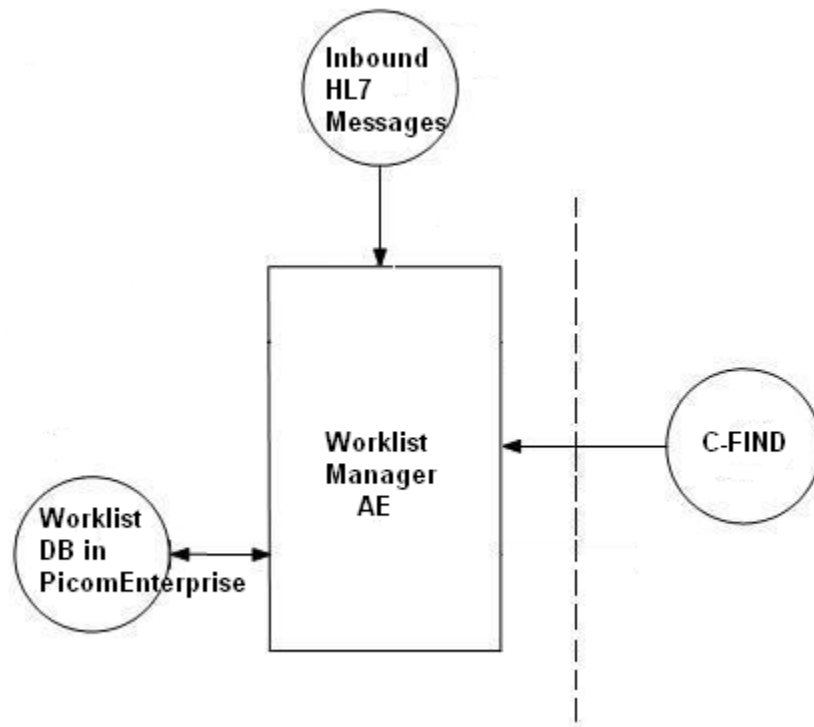 Inbound
HL7
Messages
Worklist
Manager
AE
C-FIND
Worklist
DB in
PicomEnterprise